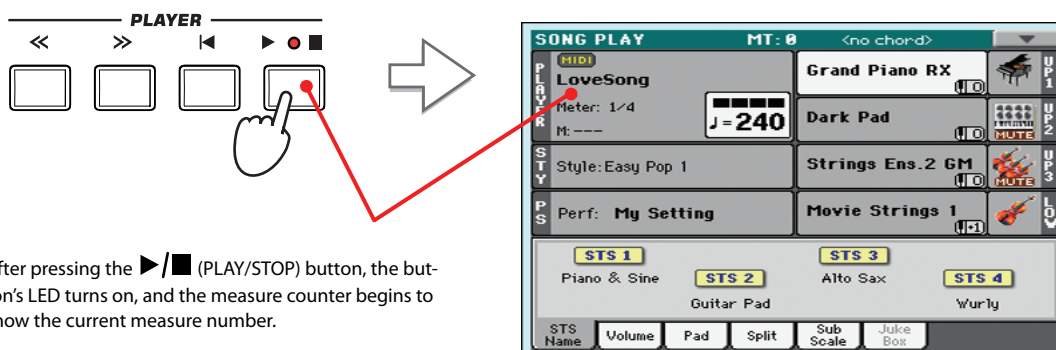 PLAYER
SONG PLAY MT: 0 <no chord>
PLAYER
MIDI
LoveSong
Meter: 1/4
M: ---
♩=240
Grand Piano RX
0
UP1
Dark Pad
0
MUTE
UP2
STY
Style:Easy Pop 1
Strings Ens.2 GM
0
MUTE
UP3
PS
Perf: My Setting
Movie Strings 1
+1
LOW
STS 1
Piano & Sine
STS 2
Guitar Pad
STS 3
Alto Sax
STS 4
Wurly
STS Name
Volume
Pad
Split
Sub Scale
Juke Box
fter pressing the ▶/■ (PLAY/STOP) button, the but-
on’s LED turns on, and the measure counter begins to
how the current measure number.